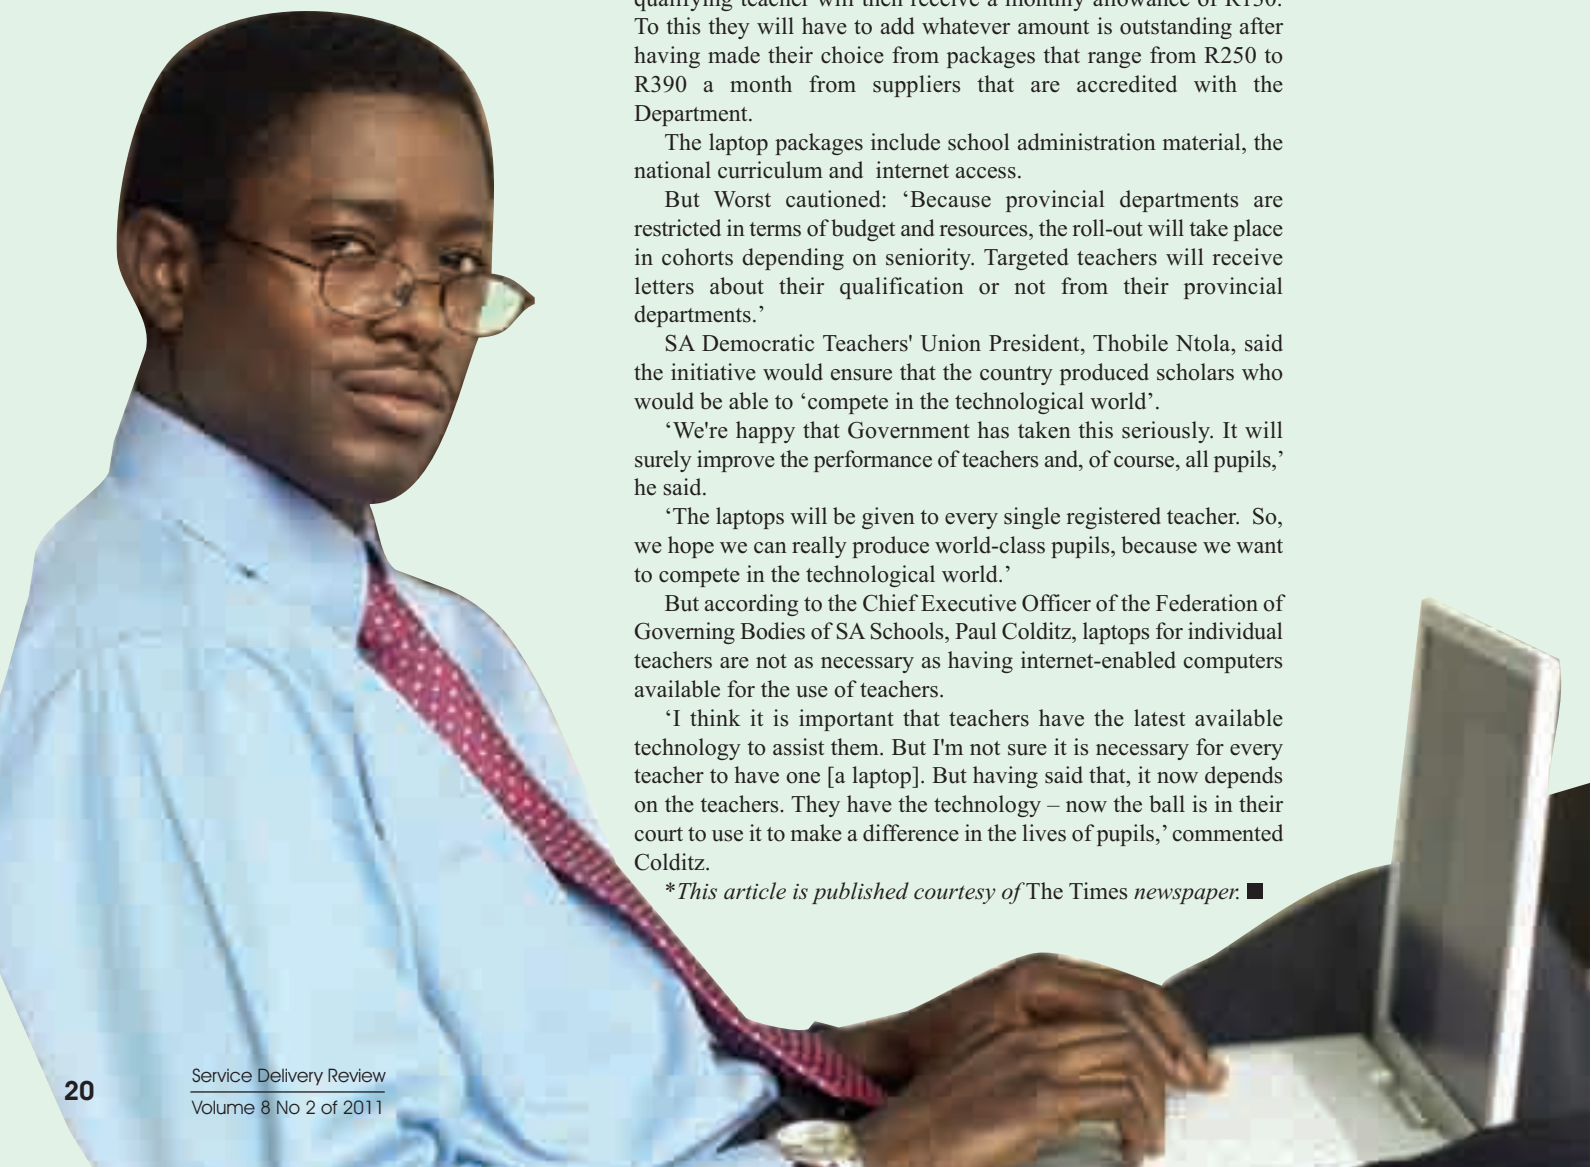 qualifying teacher will then receive a monthly allowance of R130.
To this they will have to add whatever amount is outstanding after
having made their choice from packages that range from R250 to
R390 a month from suppliers that are accredited with the
Department.
The laptop packages include school administration material, the
national curriculum and internet access.
But Worst cautioned: ‘Because provincial departments are
restricted in terms of budget and resources, the roll-out will take place
in cohorts depending on seniority. Targeted teachers will receive
letters about their qualification or not from their provincial
departments.’
SA Democratic Teachers' Union President, Thobile Ntola, said
the initiative would ensure that the country produced scholars who
would be able to ‘compete in the technological world’.
‘We're happy that Government has taken this seriously. It will
surely improve the performance of teachers and, of course, all pupils,’
he said.
‘The laptops will be given to every single registered teacher. So,
we hope we can really produce world-class pupils, because we want
to compete in the technological world.’
But according to the Chief Executive Officer of the Federation of
Governing Bodies of SA Schools, Paul Colditz, laptops for individual
teachers are not as necessary as having internet-enabled computers
available for the use of teachers.
‘I think it is important that teachers have the latest available
technology to assist them. But I'm not sure it is necessary for every
teacher to have one [a laptop]. But having said that, it now depends
on the teachers. They have the technology – now the ball is in their
court to use it to make a difference in the lives of pupils,’ commented
Colditz.
*This article is published courtesy of The Times newspaper. ■
20
Service Delivery Review
Volume 8 No 2 of 2011